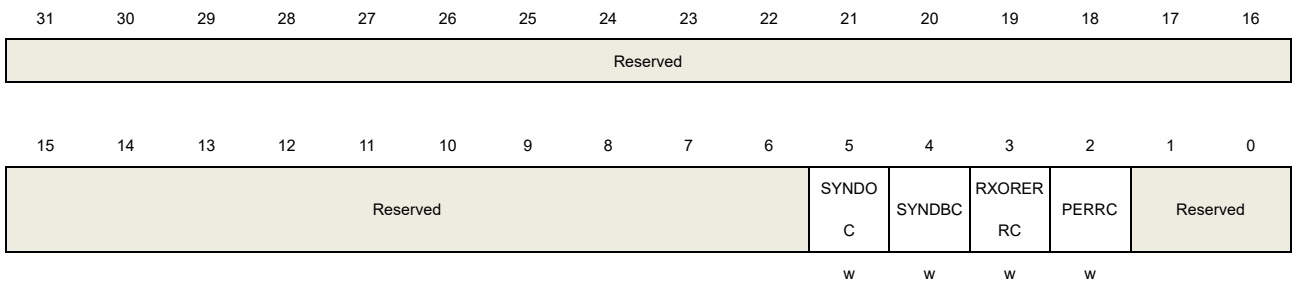 31 30 29 28 27 26 25 24 23 22 21 20 19 18 17 16
Reserved
15 14 13 12 11 10 9 8 7 6 5 4 3 2 1 0
Reserved SYNDO
C SYNDBC RXORER
RC PERRC Reserved
w w w w